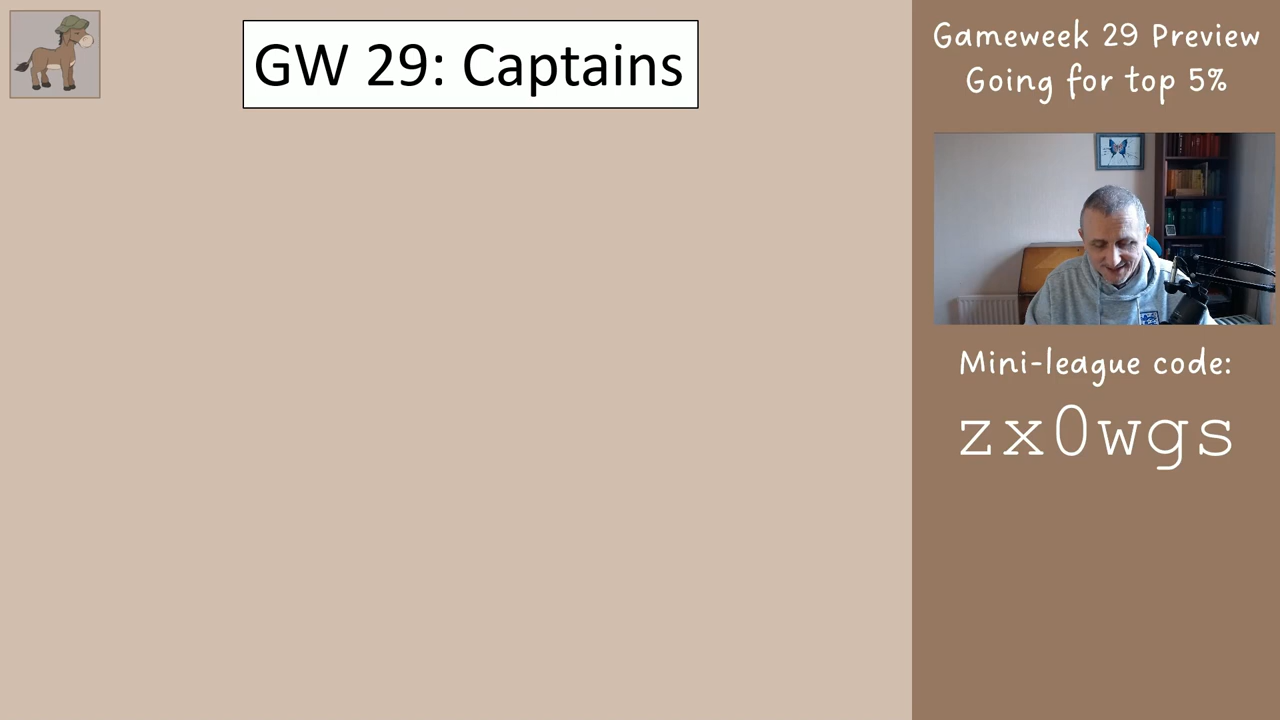 GW 29: Captains
Gameweek 29 Preview
Going for top 5%
Mini-league code:
zx0wgs